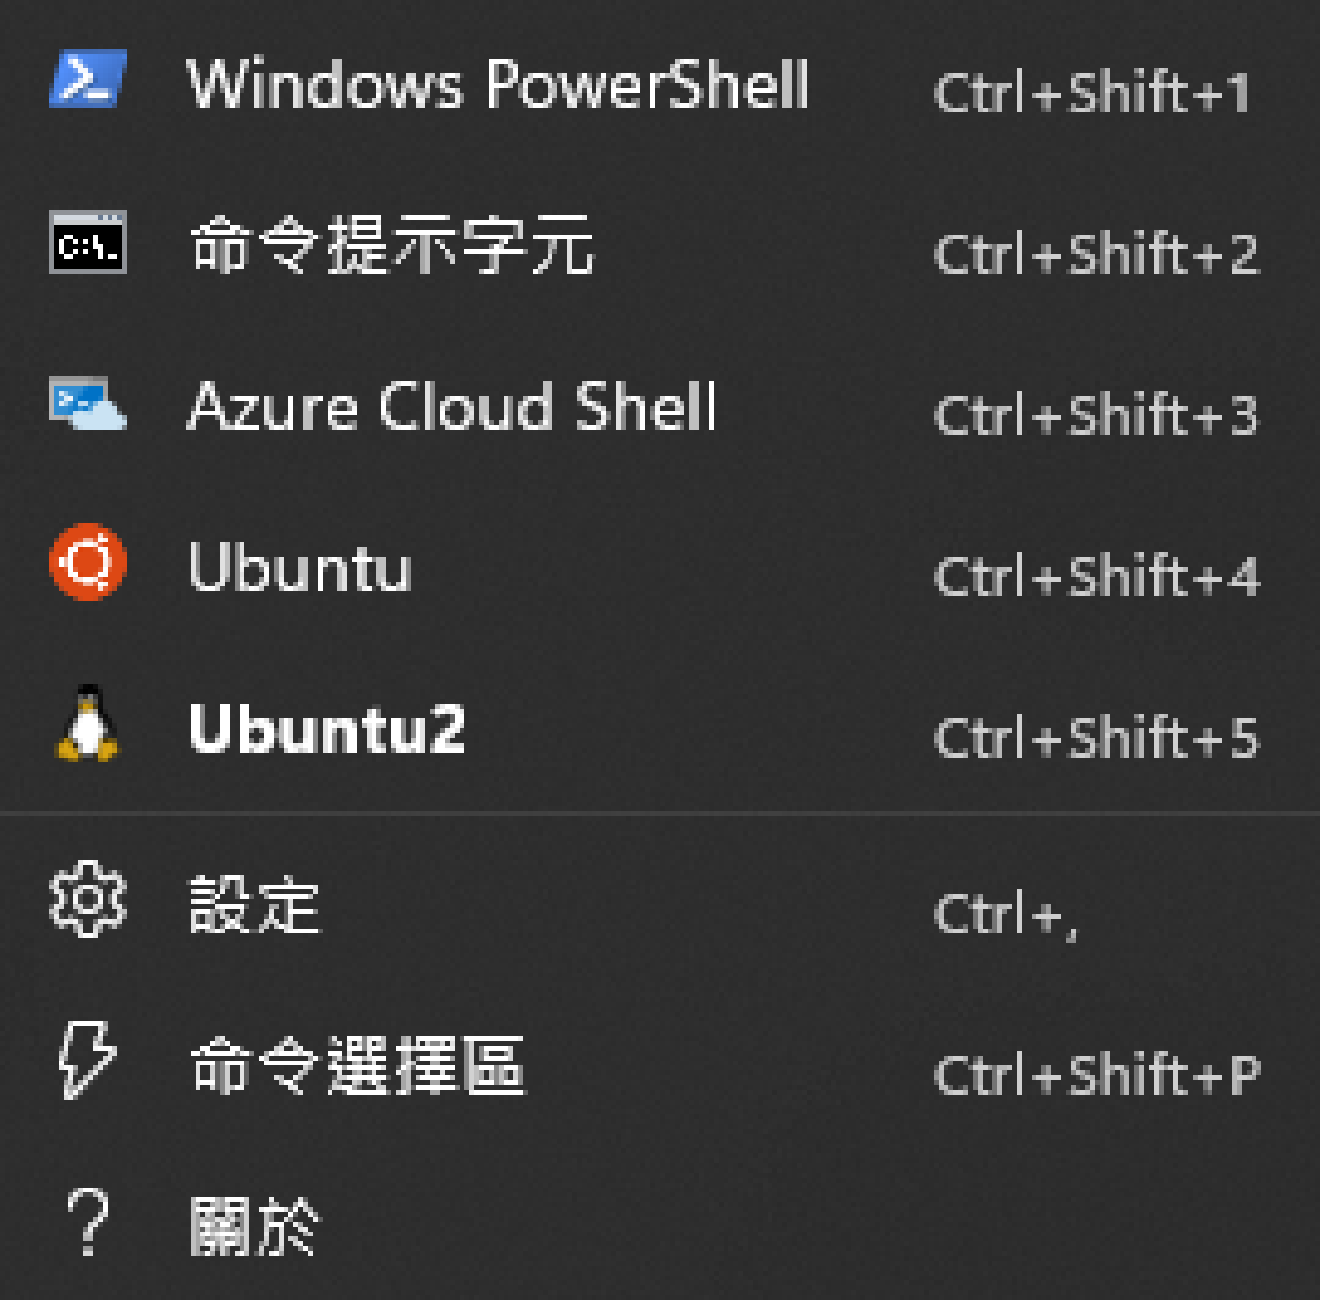 Windows PowerShell Ctrl+Shift+1
C:\_ 命令提示字元 Ctrl+Shift+2
Azure Cloud Shell Ctrl+Shift+3
Ubuntu Ctrl+Shift+4
Ubuntu2 Ctrl+Shift+5
設定 Ctrl+,
命令選擇區 Ctrl+Shift+P
關於